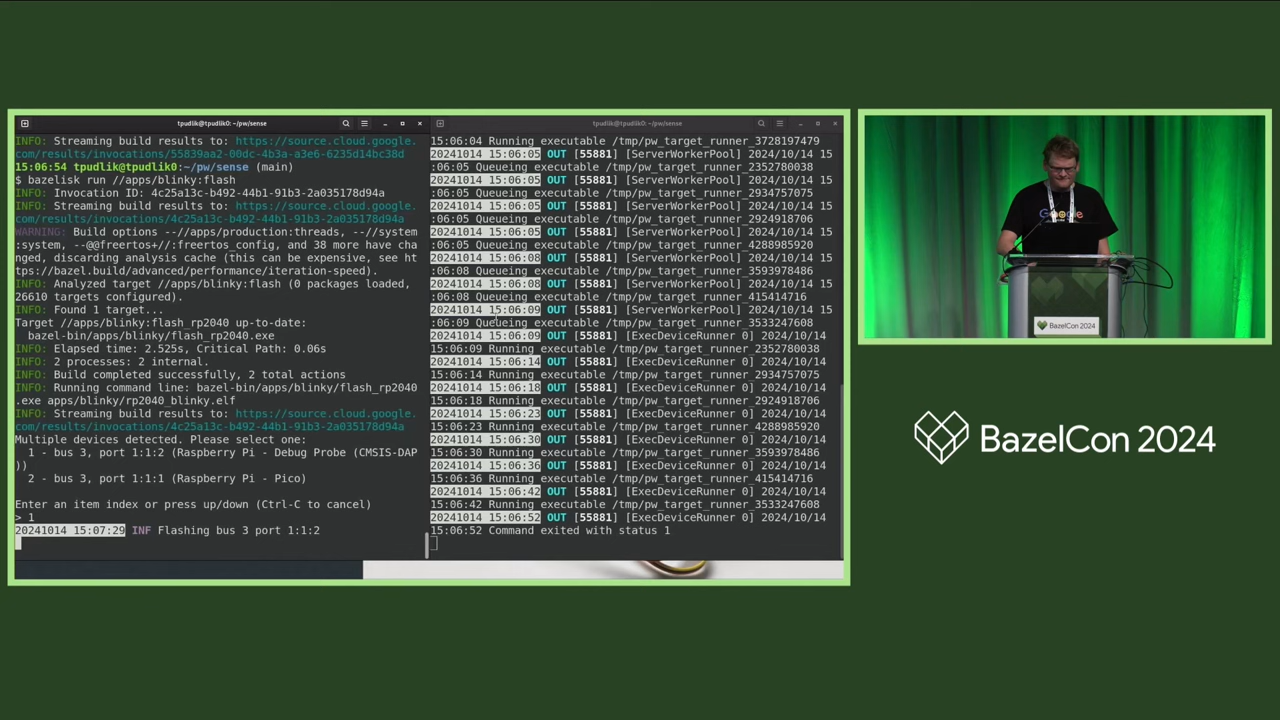 tpudlik@tpudlik0: ~/pw/sense
INFO: Streaming build results to: https://source.cloud.google.
com/results/invocations/55839aa2-00dc-4b3a-a3e6-6235d14bc38d
15:06:54 tpudlik@tpudlik0:~/pw/sense (main)
$ bazelisk run //apps/blinky:flash
INFO: Invocation ID: 4c25a13c-b492-44b1-91b3-2a035178d94a
INFO: Streaming build results to: https://source.cloud.google.
com/results/invocations/4c25a13c-b492-44b1-91b3-2a035178d94a
WARNING: Build options --//apps/production:threads, --//system
:system, --@@freertos+//:freertos_config, and 38 more have cha
nged, discarding analysis cache (this can be expensive, see ht
tps://bazel.build/advanced/performance/iteration-speed).
INFO: Analyzed target //apps/blinky:flash (0 packages loaded,
26610 targets configured).
INFO: Found 1 target...
Target //apps/blinky:flash_rp2040 up-to-date:
bazel-bin/apps/blinky/flash_rp2040.exe
INFO: Elapsed time: 2.525s, Critical Path: 0.06s
INFO: 2 processes: 2 internal.
INFO: Build completed successfully, 2 total actions
INFO: Running command line: bazel-bin/apps/blinky/flash_rp2040
.exe apps/blinky/rp2040_blinky.elf
INFO: Streaming build results to: https://source.cloud.google.
com/results/invocations/4c25a13c-b492-44b1-91b3-2a035178d94a
Multiple devices detected. Please select one:
1 - bus 3, port 1:1:2 (Raspberry Pi - Debug Probe (CMSIS-DAP
))
2 - bus 3, port 1:1:1 (Raspberry Pi - Pico)
Enter an item index or press up/down (Ctrl-C to cancel)
> 1
20241014 15:07:29 INF Flashing bus 3 port 1:1:2
tpudlik@tpudlik0: ~/pw/sense
15:06:04 Running executable /tmp/pw_target_runner_3728197479
20241014 15:06:05 OUT [55881] [ServerWorkerPool] 2024/10/14 15
:06:05 Queueing executable /tmp/pw_target_runner_2352780038
20241014 15:06:05 OUT [55881] [ServerWorkerPool] 2024/10/14 15
:06:05 Queueing executable /tmp/pw_target_runner_2934757075
20241014 15:06:05 OUT [55881] [ServerWorkerPool] 2024/10/14 15
:06:05 Queueing executable /tmp/pw_target_runner_2924918706
20241014 15:06:05 OUT [55881] [ServerWorkerPool] 2024/10/14 15
:06:05 Queueing executable /tmp/pw_target_runner_4288985920
20241014 15:06:08 OUT [55881] [ServerWorkerPool] 2024/10/14 15
:06:08 Queueing executable /tmp/pw_target_runner_3593978486
20241014 15:06:08 OUT [55881] [ServerWorkerPool] 2024/10/14 15
:06:08 Queueing executable /tmp/pw_target_runner_415414716
20241014 15:06:09 OUT [55881] [ServerWorkerPool] 2024/10/14 15
:06:09 Queueing executable /tmp/pw_target_runner_3533247608
20241014 15:06:09 OUT [55881] [ExecDeviceRunner 0] 2024/10/14
15:06:09 Running executable /tmp/pw_target_runner_2352780038
20241014 15:06:14 OUT [55881] [ExecDeviceRunner 0] 2024/10/14
15:06:14 Running executable /tmp/pw_target_runner_2934757075
20241014 15:06:18 OUT [55881] [ExecDeviceRunner 0] 2024/10/14
15:06:18 Running executable /tmp/pw_target_runner_2924918706
20241014 15:06:23 OUT [55881] [ExecDeviceRunner 0] 2024/10/14
15:06:23 Running executable /tmp/pw_target_runner_4288985920
20241014 15:06:30 OUT [55881] [ExecDeviceRunner 0] 2024/10/14
15:06:30 Running executable /tmp/pw_target_runner_3593978486
20241014 15:06:36 OUT [55881] [ExecDeviceRunner 0] 2024/10/14
15:06:36 Running executable /tmp/pw_target_runner_415414716
20241014 15:06:42 OUT [55881] [ExecDeviceRunner 0] 2024/10/14
15:06:42 Running executable /tmp/pw_target_runner_3533247608
20241014 15:06:52 OUT [55881] [ExecDeviceRunner 0] 2024/10/14
15:06:52 Command exited with status 1
Google
BazelCon 2024
BazelCon 2024